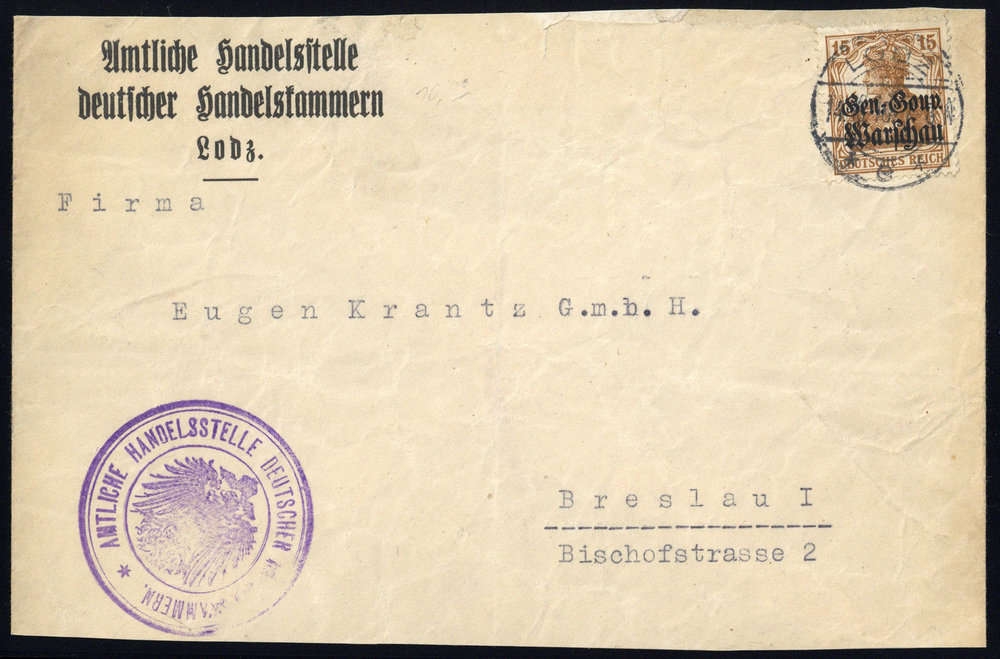 Amtliche Handelsstelle
deutscher Handelskammern
Lodz.
15 15
Gen.-Gouv.
Warschau
DEUTSCHES REICH
Firma
Eugen Krantz G.m.b.H.
Breslau I
Bischofstrasse 2
* AMTLICHE HANDELSSTELLE DEUTSCHER